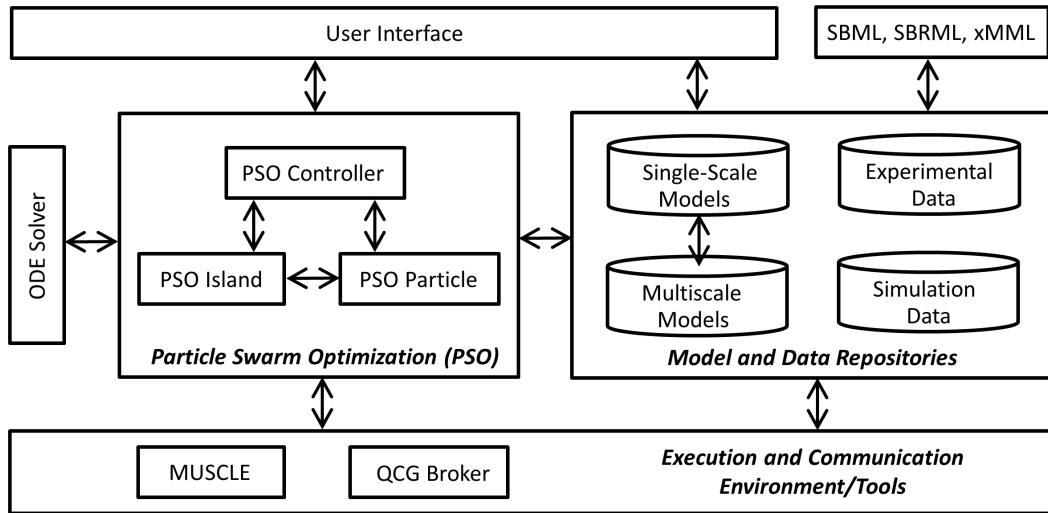 User Interface
SBML, SBRML, xMML
ODE Solver
PSO Controller
PSO Island
PSO Particle
Particle Swarm Optimization (PSO)
Single-Scale
Models
Experimental
Data
Multiscale
Models
Simulation
Data
Model and Data Repositories
MUSCLE
QCG Broker
Execution and Communication
Environment/Tools